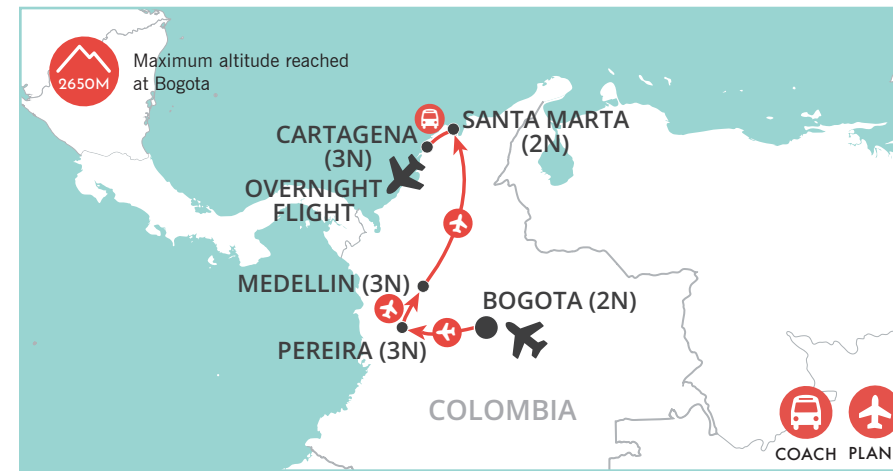 Maximum altitude reached
at Bogota
2650M
SANTA MARTA
(2N)
CARTAGENA
(3N)
OVERNIGHT
FLIGHT
MEDELLIN (3N)
BOGOTA (2N)
PEREIRA (3N)
COLOMBIA
COACH PLAN